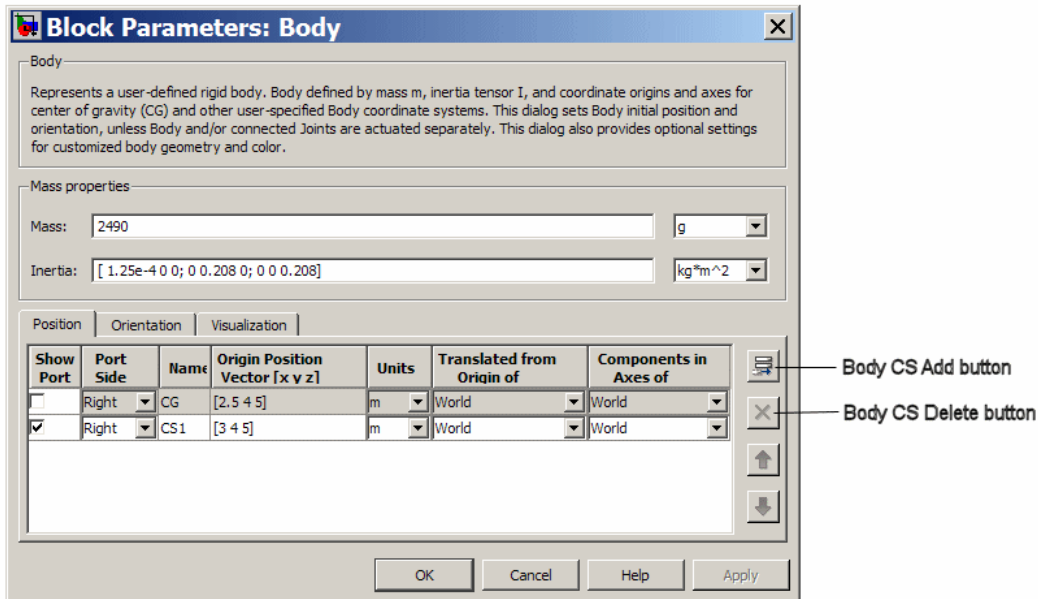 Block Parameters: Body
Body
Represents a user-defined rigid body. Body defined by mass m, inertia tensor I, and coordinate origins and axes for
center of gravity (CG) and other user-specified Body coordinate systems. This dialog sets Body initial position and
orientation, unless Body and/or connected Joints are actuated separately. This dialog also provides optional settings
for customized body geometry and color.
Mass properties
Mass: 2490 g
Inertia: [ 1.25e-4 0 0; 0 0.208 0; 0 0 0.208] kg*m^2
Position Orientation Visualization
Show Port Port Side Name Origin Position Vector [x y z] Units Translated from Origin of Components in Axes of
Right CG [2.5 4 5] m World World
Right CS1 [3 4 5] m World World
Body CS Add button
Body CS Delete button
OK Cancel Help Apply